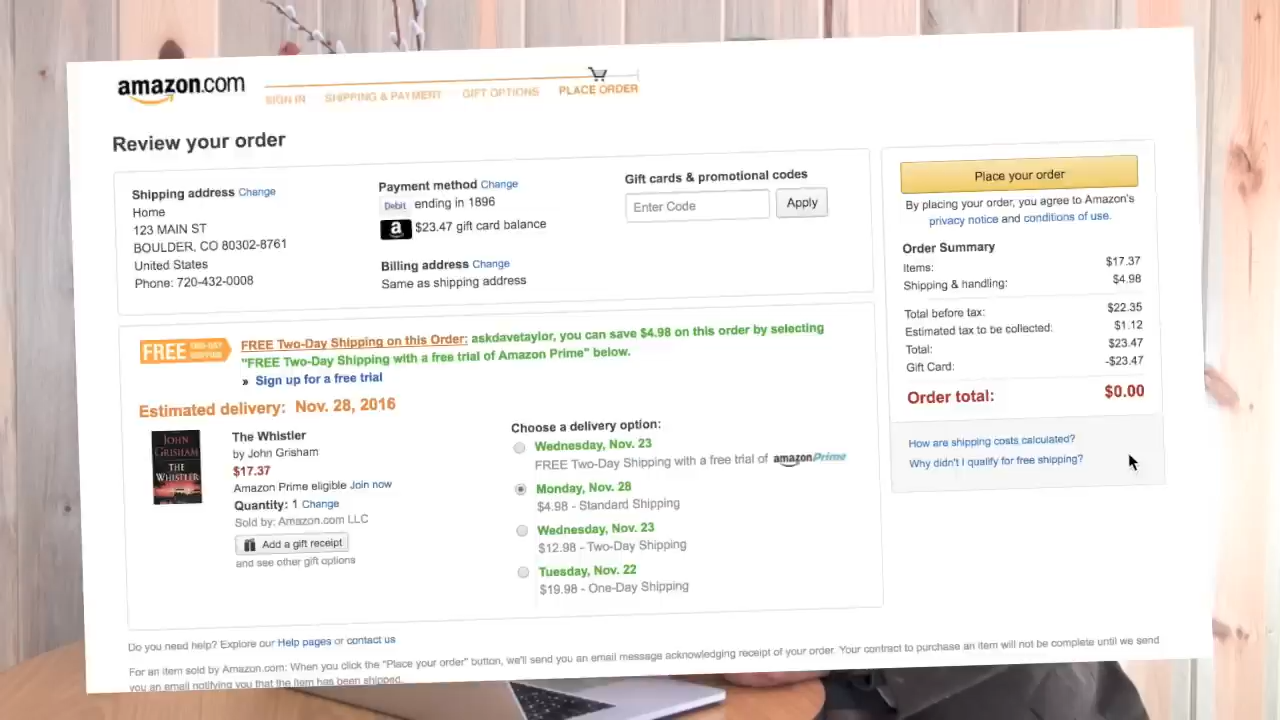 amazon.com
SIGN IN SHIPPING & PAYMENT GIFT OPTIONS PLACE ORDER
Review your order
Shipping address Change
Home
123 MAIN ST
BOULDER, CO 80302-8761
United States
Phone: 720-432-0008
Payment method Change
Debit ending in 1896
a $23.47 gift card balance
Billing address Change
Same as shipping address
Gift cards & promotional codes
Enter Code Apply
Place your order
By placing your order, you agree to Amazon's
privacy notice and conditions of use.
Order Summary
Items: $17.37
Shipping & handling: $4.98
Total before tax: $22.35
Estimated tax to be collected: $1.12
Total: $23.47
Gift Card: -$23.47
Order total: $0.00
How are shipping costs calculated?
Why didn't I qualify for free shipping?
FREE TWO-DAY SHIPPING
FREE Two-Day Shipping on this Order: askdavetaylor, you can save $4.98 on this order by selecting
"FREE Two-Day Shipping with a free trial of Amazon Prime" below.
» Sign up for a free trial
Estimated delivery: Nov. 28, 2016
JOHN
GRISHAM
THE
WHISTLER
The Whistler
by John Grisham
$17.37
Amazon Prime eligible Join now
Quantity: 1 Change
Sold by: Amazon.com LLC
Add a gift receipt
and see other gift options
Choose a delivery option:
Wednesday, Nov. 23
FREE Two-Day Shipping with a free trial of amazonPrime
Monday, Nov. 28
$4.98 - Standard Shipping
Wednesday, Nov. 23
$12.98 - Two-Day Shipping
Tuesday, Nov. 22
$19.98 - One-Day Shipping
Do you need help? Explore our Help pages or contact us
For an item sold by Amazon.com: When you click the "Place your order" button, we'll send you an email message acknowledging receipt of your order. Your contract to purchase an item will not be complete until we send
you an email notifying you that the item has been shipped.